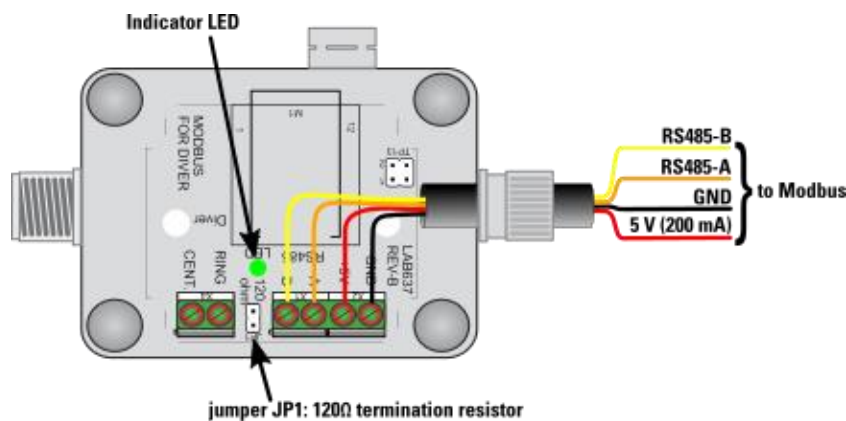 Indicator LED
MODBUS
FOR DIVER
M1
Diver
LED
RS485
CENT.
RING
120
ohm
+5V
GND
LAB637
REV-B
RS485-B
RS485-A
GND
5 V (200 mA)
to Modbus
jumper JP1: 120Ω termination resistor